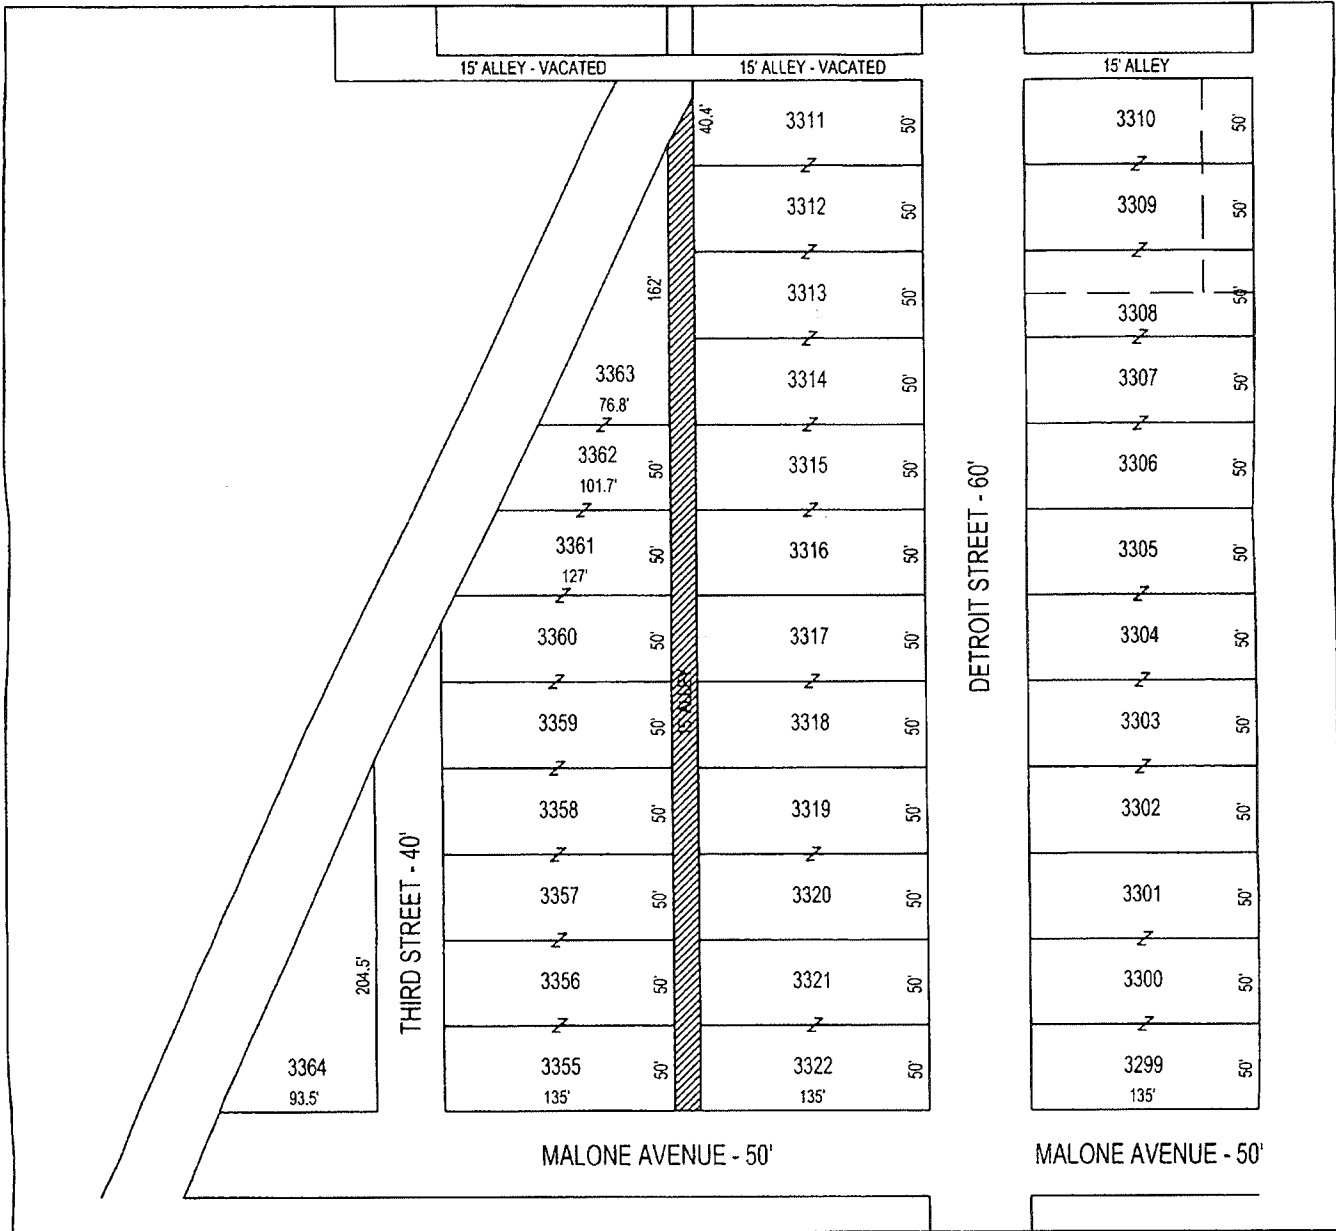 15' ALLEY - VACATED 15' ALLEY - VACATED 15' ALLEY
40.4' 3311 50' 3310 50'
Z Z
3312 50' 3309 50'
Z Z
162' 3313 50' 50'
3308
Z Z
3363 3314 50' 3307 50'
76.8'
Z Z Z
3362 50' 3315 50' 3306 50'
101.7'
Z Z
3361 50' 3316 50' 3305 50'
127'
Z Z
3360 50' 3317 50' 3304 50'
Z Z Z
15' ALLEY
3359 50' 3318 50' 3303 50'
Z Z
3358 50' 3319 50' 3302 50'
Z Z
3357 50' 3320 50' 3301 50'
Z Z
3356 50' 3321 50' 3300 50'
Z Z Z
3364 3355 50' 3322 50' 3299 50'
93.5' 135' 135' 135'
204.5'
THIRD STREET - 40'
DETROIT STREET - 60'
MALONE AVENUE - 50' MALONE AVENUE - 50'